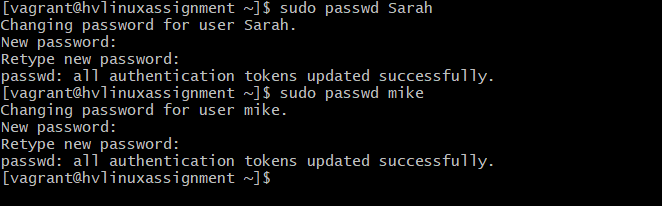 [vagrant@hvlinuxassignment ~]$ sudo passwd Sarah
Changing password for user Sarah.
New password:
Retype new password:
passwd: all authentication tokens updated successfully.
[vagrant@hvlinuxassignment ~]$ sudo passwd mike
Changing password for user mike.
New password:
Retype new password:
passwd: all authentication tokens updated successfully.
[vagrant@hvlinuxassignment ~]$